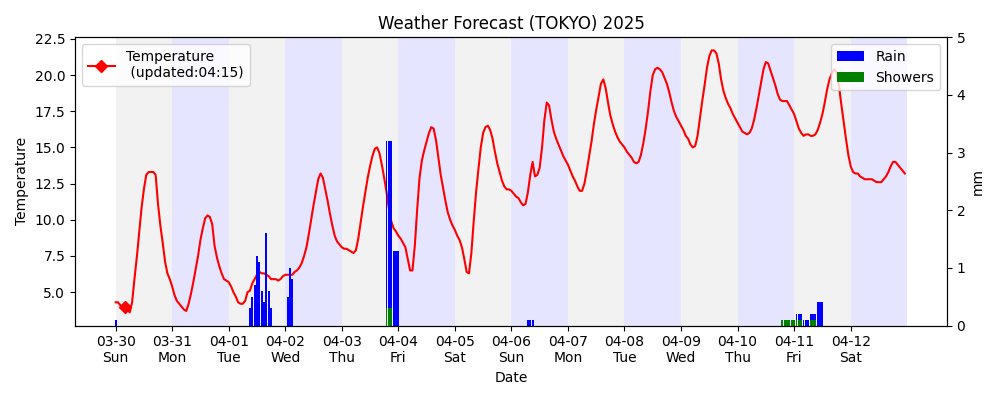 Weather Forecast (TOKYO) 2025
Temperature
(updated:04:15)
Rain
Showers
Temperature
22.5
20.0
17.5
15.0
12.5
10.0
7.5
5.0
5
4
3
2
1
0
mm
03-30
Sun
03-31
Mon
04-01
Tue
04-02
Wed
04-03
Thu
04-04
Fri
04-05
Sat
04-06
Sun
04-07
Mon
04-08
Tue
04-09
Wed
04-10
Thu
04-11
Fri
04-12
Sat
Date